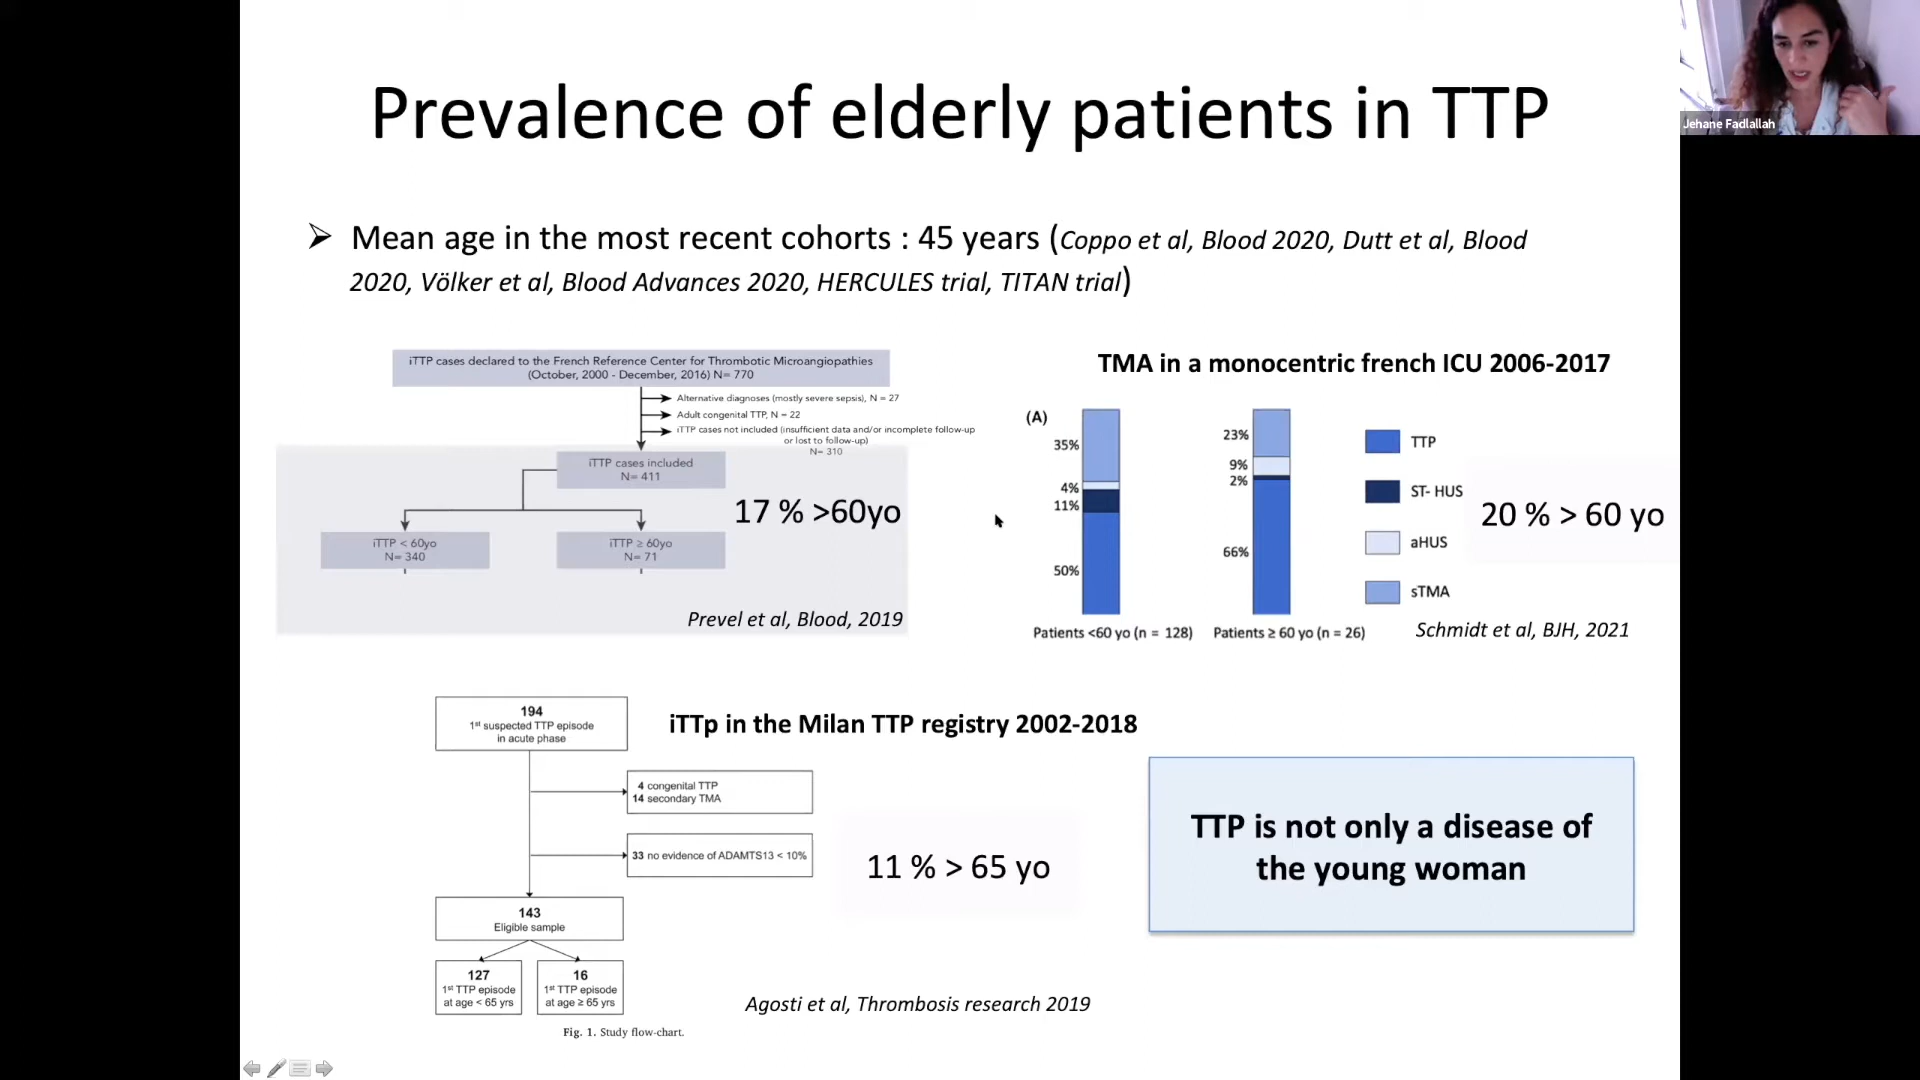 Prevalence of elderly patients in TTP
Jehane Fadlallah
➢ Mean age in the most recent cohorts : 45 years (Coppo et al, Blood 2020, Dutt et al, Blood
2020, Völker et al, Blood Advances 2020, HERCULES trial, TITAN trial)
iTTP cases declared to the French Reference Center for Thrombotic Microangiopathies
(October, 2000 - December, 2016) N= 770
Alternative diagnoses (mostly severe sepsis), N = 27
Adult congenital TTP, N = 22
iTTP cases not included (insufficient data and/or incomplete follow-up
or lost to follow-up)
N= 310
iTTP cases included
N= 411
17 % >60yo
iTTP < 60yo
N= 340
iTTP ≥ 60yo
N= 71
Prevel et al, Blood, 2019
TMA in a monocentric french ICU 2006-2017
(A)
35%
4%
11%
50%
23%
9%
2%
66%
TTP
ST- HUS
aHUS
sTMA
20 % > 60 yo
Patients <60 yo (n = 128)
Patients ≥ 60 yo (n = 26)
Schmidt et al, BJH, 2021
194
1st suspected TTP episode
in acute phase
iTTp in the Milan TTP registry 2002-2018
4 congenital TTP
14 secondary TMA
33 no evidence of ADAMTS13 < 10%
11 % > 65 yo
143
Eligible sample
127
1st TTP episode
at age < 65 yrs
16
1st TTP episode
at age ≥ 65 yrs
Fig. 1. Study flow-chart.
Agosti et al, Thrombosis research 2019
TTP is not only a disease of
the young woman